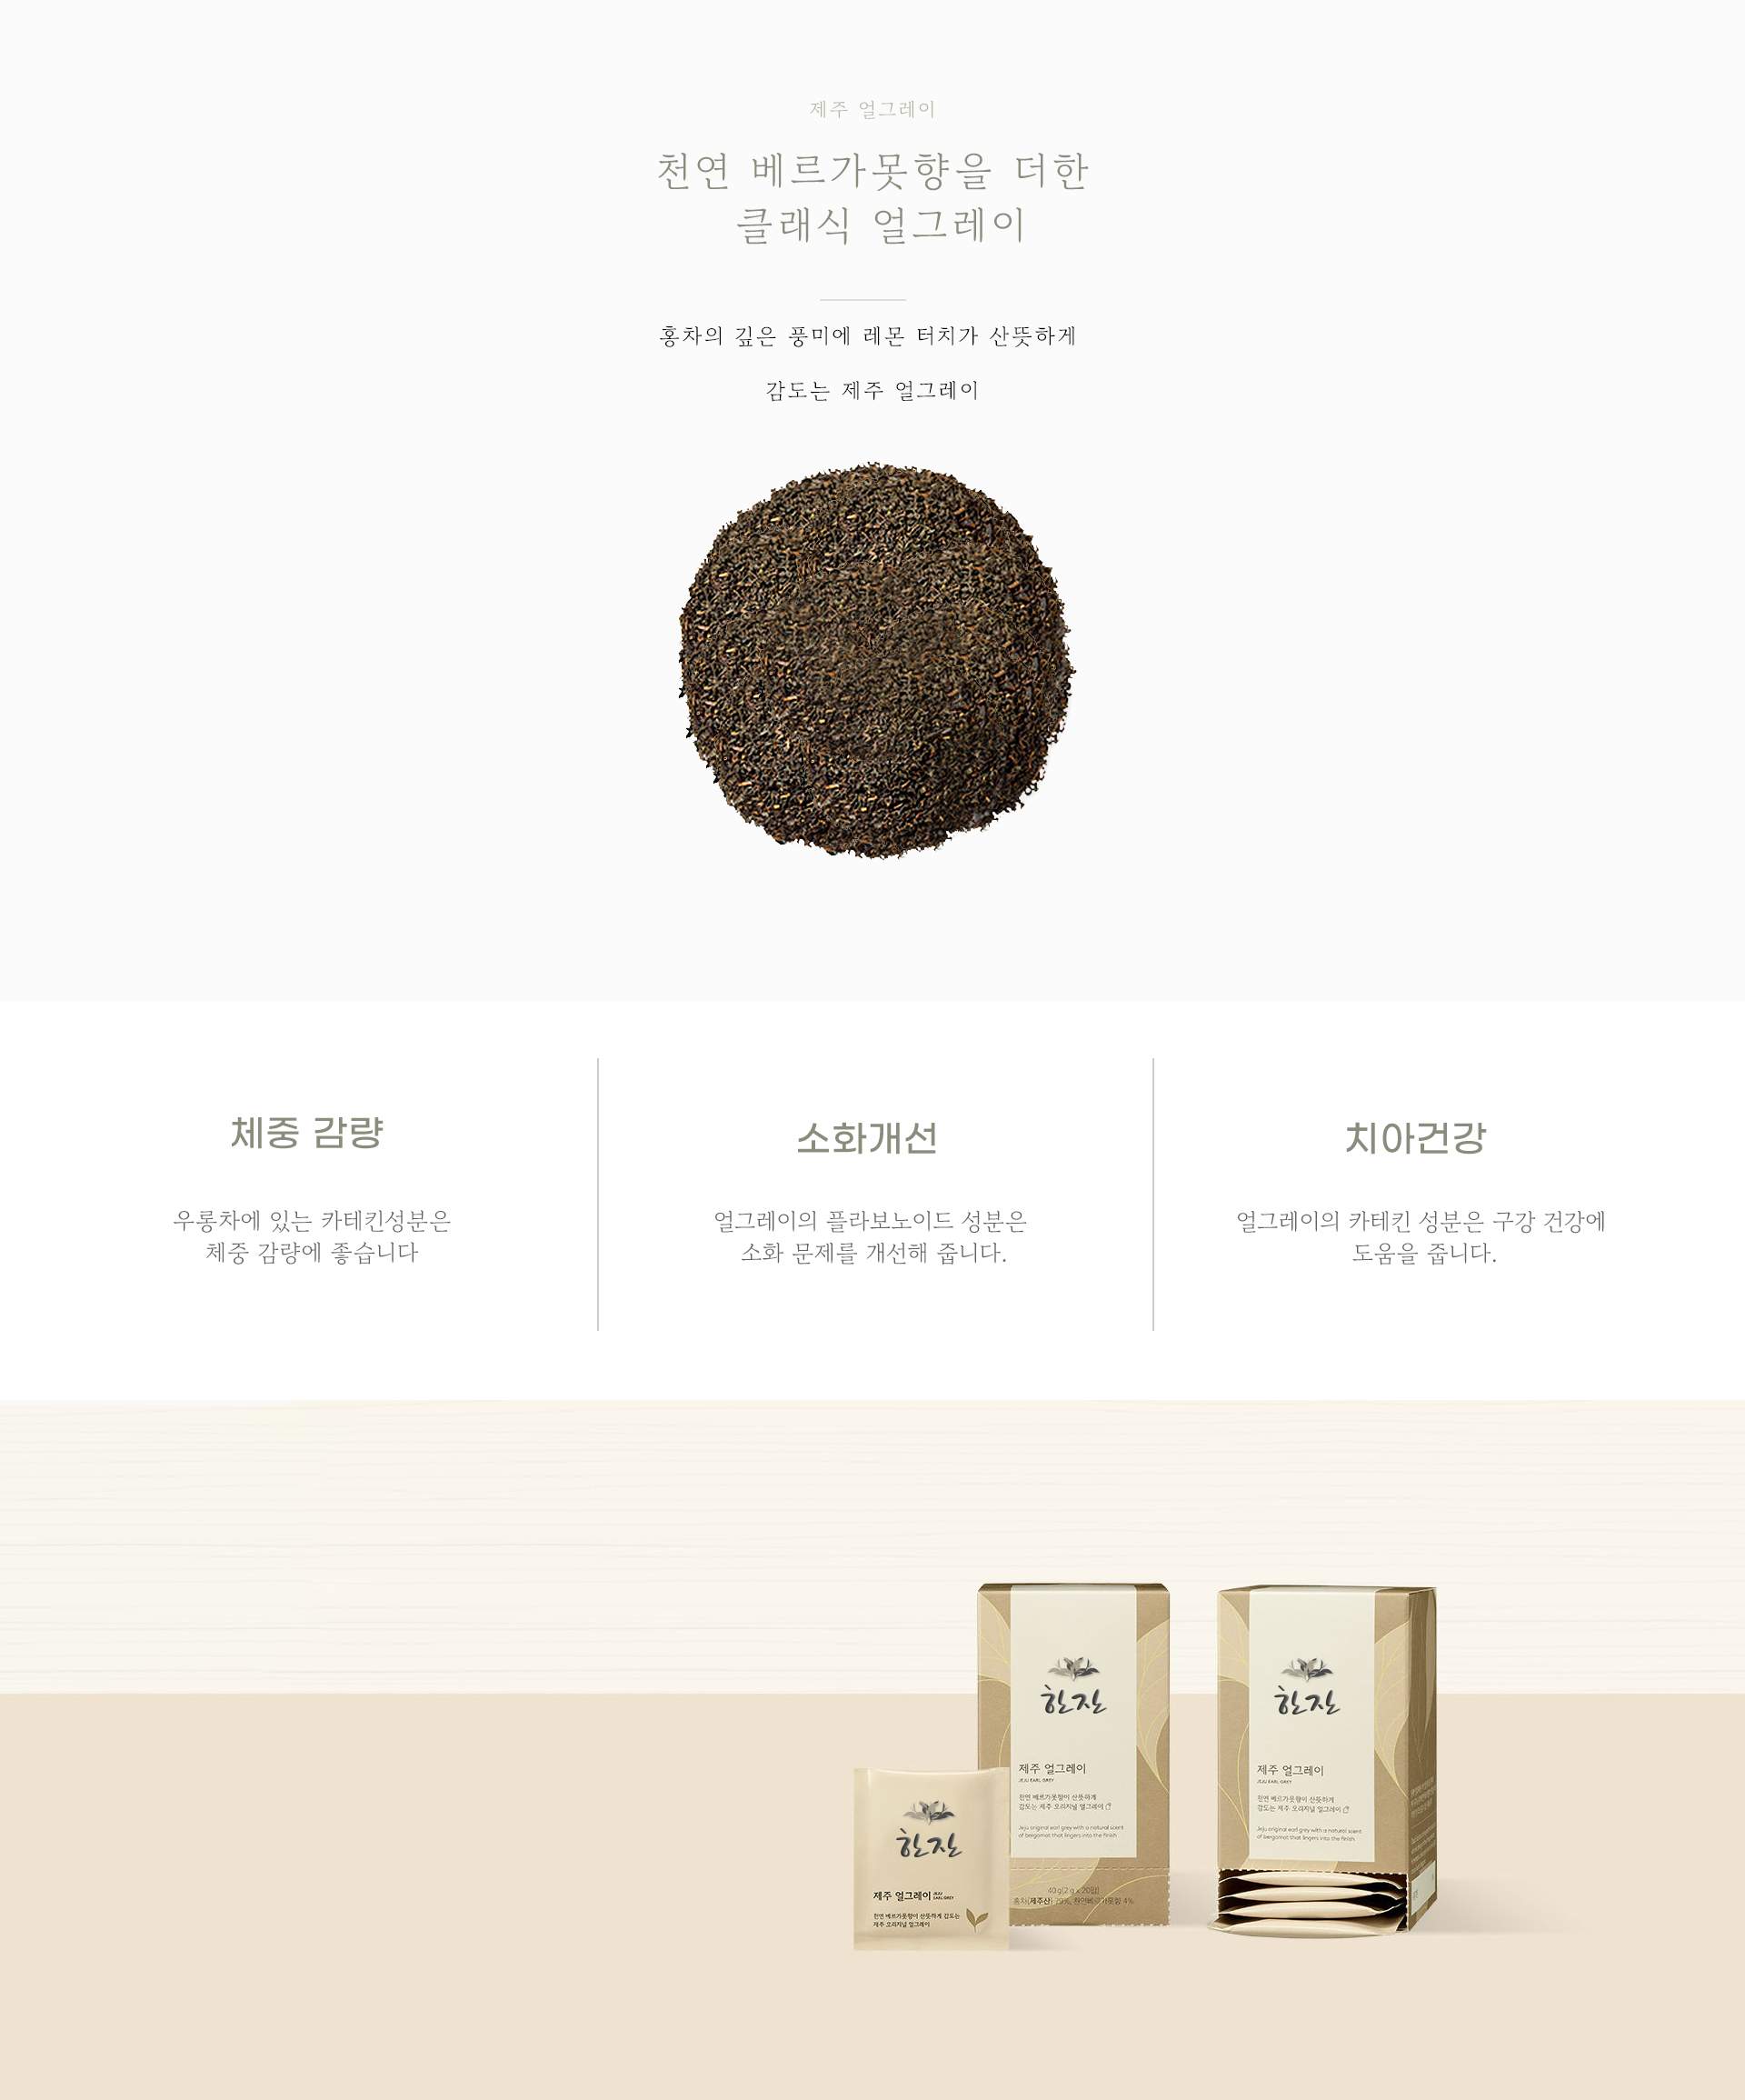 제주 얼그레이
천연 베르가못향을 더한
클래식 얼그레이
홍차의 깊은 풍미에 레몬 터치가 산뜻하게
감도는 제주 얼그레이
체중 감량
우롱차에 있는 카테킨성분은
체중 감량에 좋습니다
소화개선
얼그레이의 플라보노이드 성분은
소화 문제를 개선해 줍니다.
치아건강
얼그레이의 카테킨 성분은 구강 건강에
도움을 줍니다.
한잔
제주 얼그레이
JEJU EARL GREY
천연 베르가못향이 산뜻하게
감도는 제주 오리지널 얼그레이
Jeju original earl grey with a natural scent
of bergamot that lingers into the finish
40 g(2 g x 20입)
홍차(제주산) 75%, 천연베르가못향 4%
한잔
제주 얼그레이
JEJU EARL GREY
천연 베르가못향이 산뜻하게
감도는 제주 오리지널 얼그레이
Jeju original earl grey with a natural scent
of bergamot that lingers into the finish
한잔
제주 얼그레이 JEJU
EARL GREY
천연 베르가못향이 산뜻하게 감도는
제주 오리지널 얼그레이